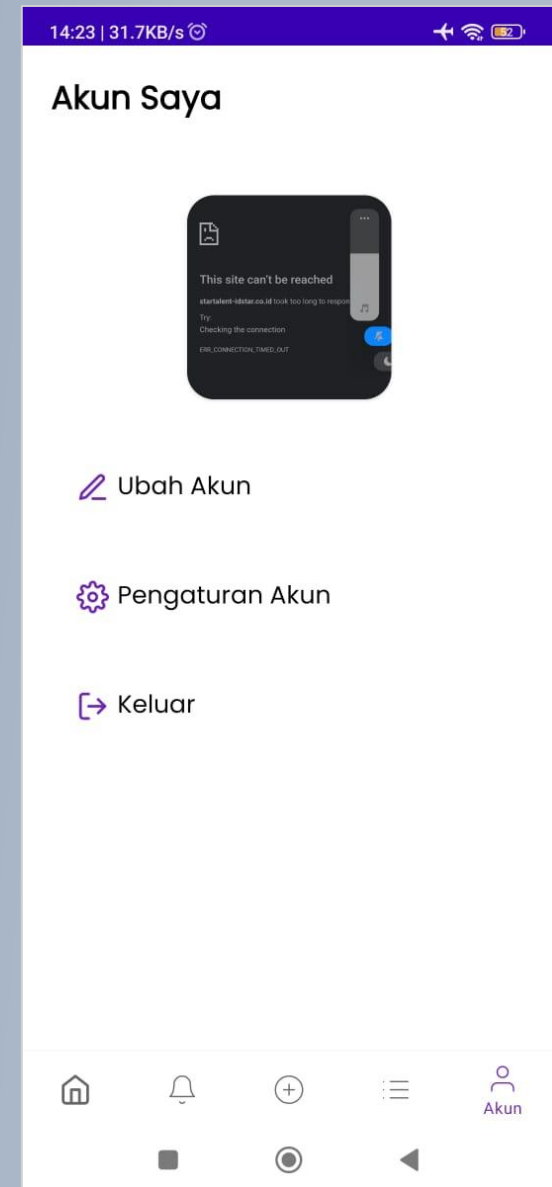 14:23 | 31.7KB/s
52
Akun Saya
This site can't be reached
startalent-idstar.co.id took too long to respon
Try:
Checking the connection
ERR_CONNECTION_TIMED_OUT
Ubah Akun
Pengaturan Akun
Keluar
Akun